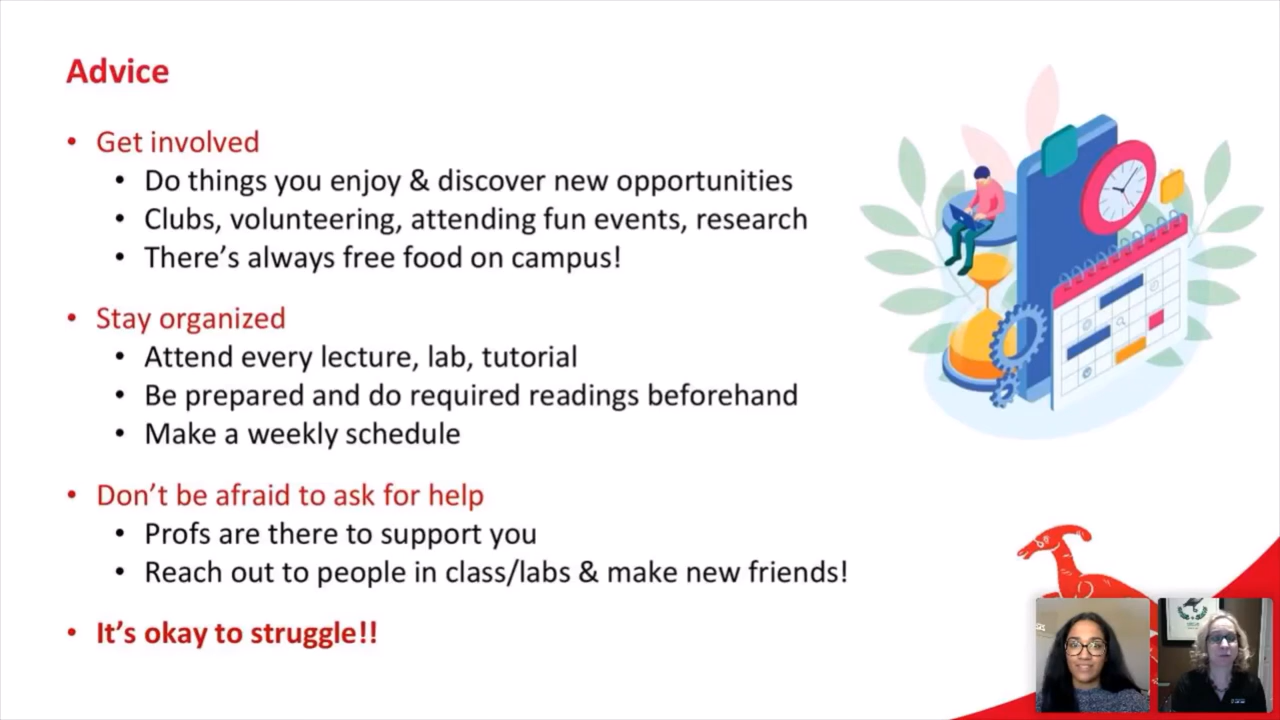 Advice
• Get involved
• Do things you enjoy & discover new opportunities
• Clubs, volunteering, attending fun events, research
• There's always free food on campus!
• Stay organized
• Attend every lecture, lab, tutorial
• Be prepared and do required readings beforehand
• Make a weekly schedule
• Don't be afraid to ask for help
• Profs are there to support you
• Reach out to people in class/labs & make new friends!
• It's okay to struggle!!